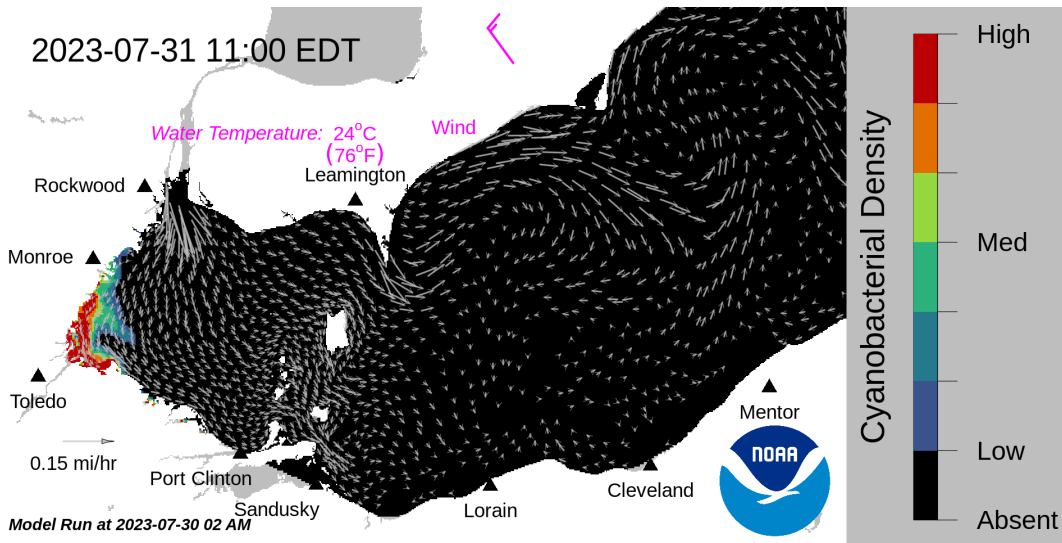 2023-07-31 11:00 EDT
Water Temperature: 24°C
(76°F)
Wind
Leamington
Rockwood
Monroe
Toledo
0.15 mi/hr
Port Clinton
Sandusky
Lorain
Cleveland
Mentor
NOAA
Model Run at 2023-07-30 02 AM
Cyanobacterial Density
High
Med
Low
Absent